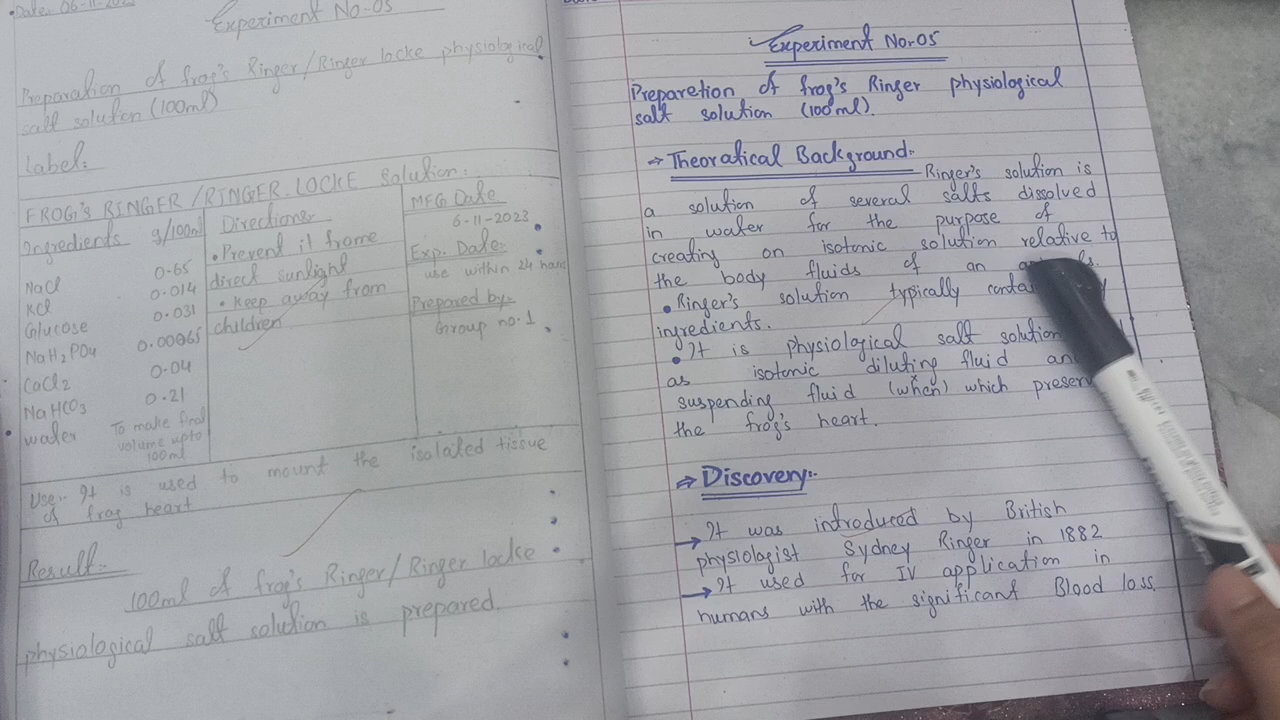 Date: 06-11-20
Experiment No-05
Preparation of frog's Ringer/Ringer locke physiological
salt solution (100ml)
Label:
FROG'S RINGER/RINGER LOCKE Solution:
Ingredients g/100ml
NaCl 0.65
KCl 0.014
Glucose 0.031
NaH2PO4 0.00065
CaCl2 0.04
NaHCO3 0.21
water To make final
volume upto
100ml
Directions
• Prevent it frome
direct sunlight
• Keep away from
children
MFG Date
6-11-2023
Exp. Date:
use within 24
Prepared by:-
Group no. 1
Use:- It is used to mount the isolated tissue
of frog heart
Result:-
100ml of frog's Ringer/Ringer locke
physiological salt solution is prepared.
Experiment No-05
Preparetion of frog's Ringer physiological
salt solution (100ml).
→ Theoratical Background:-
Ringer's solution is
a solution of several salts dissolved
in water for the purpose of
creating on isotonic solution relative to
the body fluids of an
• Ringer's solution typically
ingredients.
• It is physiological salt solution
as isotonic diluting fluid
suspending fluid (when) which
the frog's heart.
⇒ Discovery:-
→ It was introduced by British
physiologist Sydney Ringer in 1882
→ It used for IV application in
humans with the significant Blood loss.